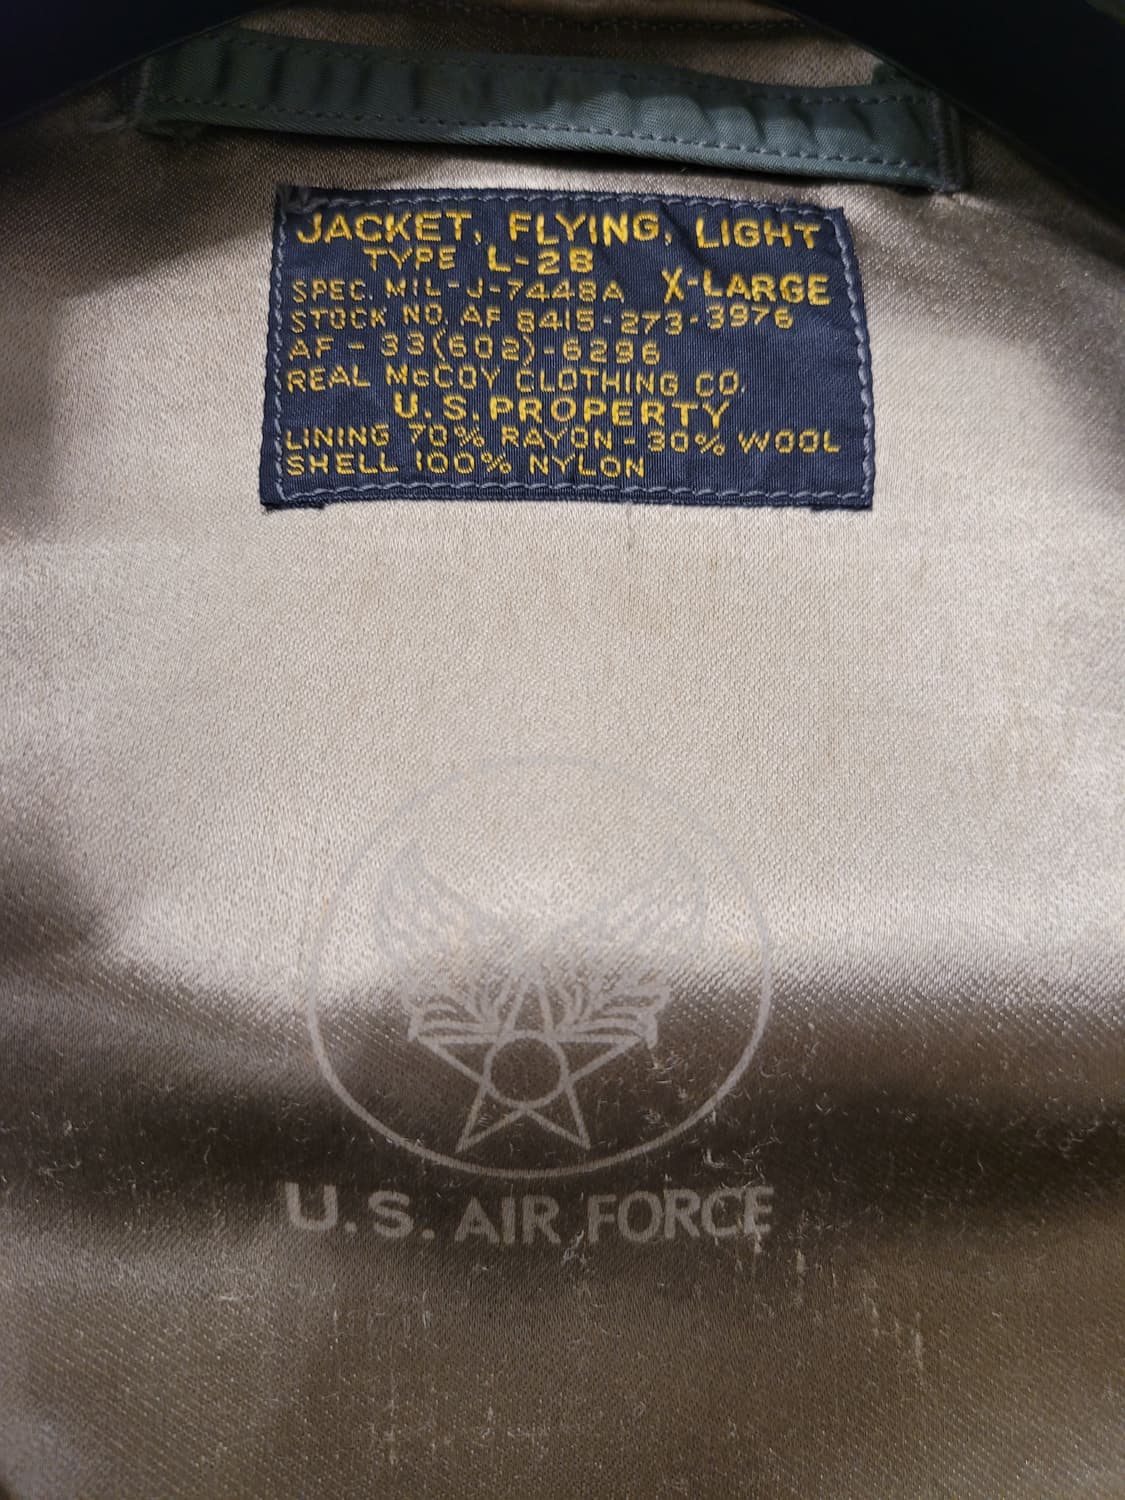 JACKET, FLYING, LIGHT
TYPE L-2B
SPEC. MIL-J-7448A X-LARGE
STOCK NO. AF 8415-273-3976
AF-33(602)-6296
REAL McCOY CLOTHING CO.
U.S. PROPERTY
LINING 70% RAYON-30% WOOL
SHELL 100% NYLON
U.S. AIR FORCE